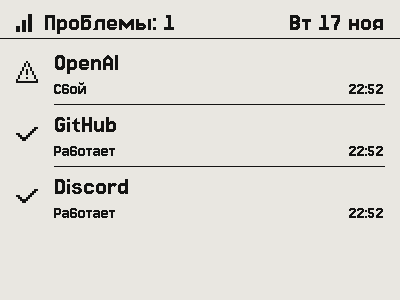 Проблемы: 1 Вт 17 ноя
OpenAI
Сбой 22:52
GitHub
Работает 22:52
Discord
Работает 22:52